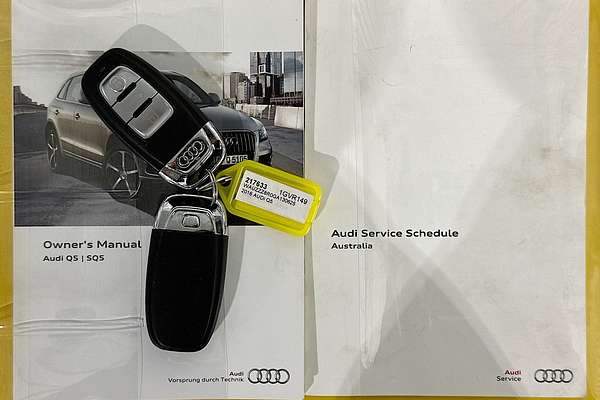 Owner's Manual
Audi Q5 | SQ5
Audi
Vorsprung durch Technik
217633 1GVR149
2016 AUDI Q5
Audi Service Schedule
Australia
Audi
Service